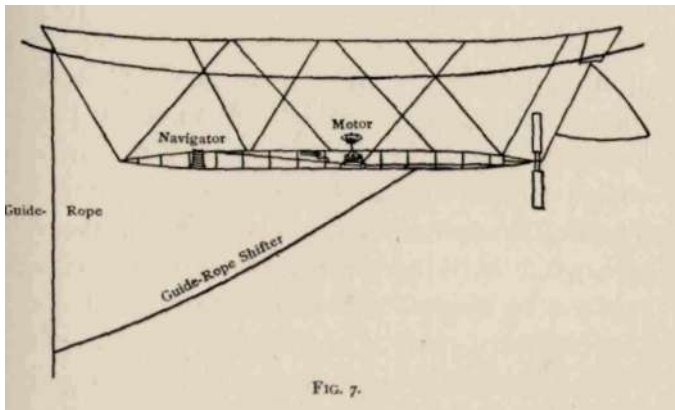 Navigator
Motor
Guide- Rope
Guide-Rope Shifter
FIG. 7.